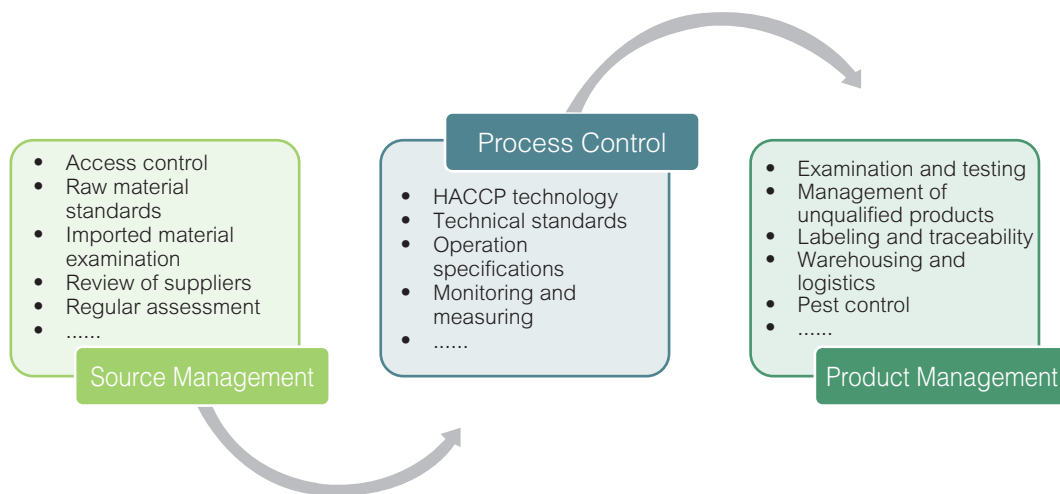 • Access control
• Raw material
standards
• Imported material
examination
• Review of suppliers
• Regular assessment
• ......
Source Management
Process Control
• HACCP technology
• Technical standards
• Operation
specifications
• Monitoring and
measuring
• ......
• Examination and testing
• Management of
unqualified products
• Labeling and traceability
• Warehousing and
logistics
• Pest control
• ......
Product Management